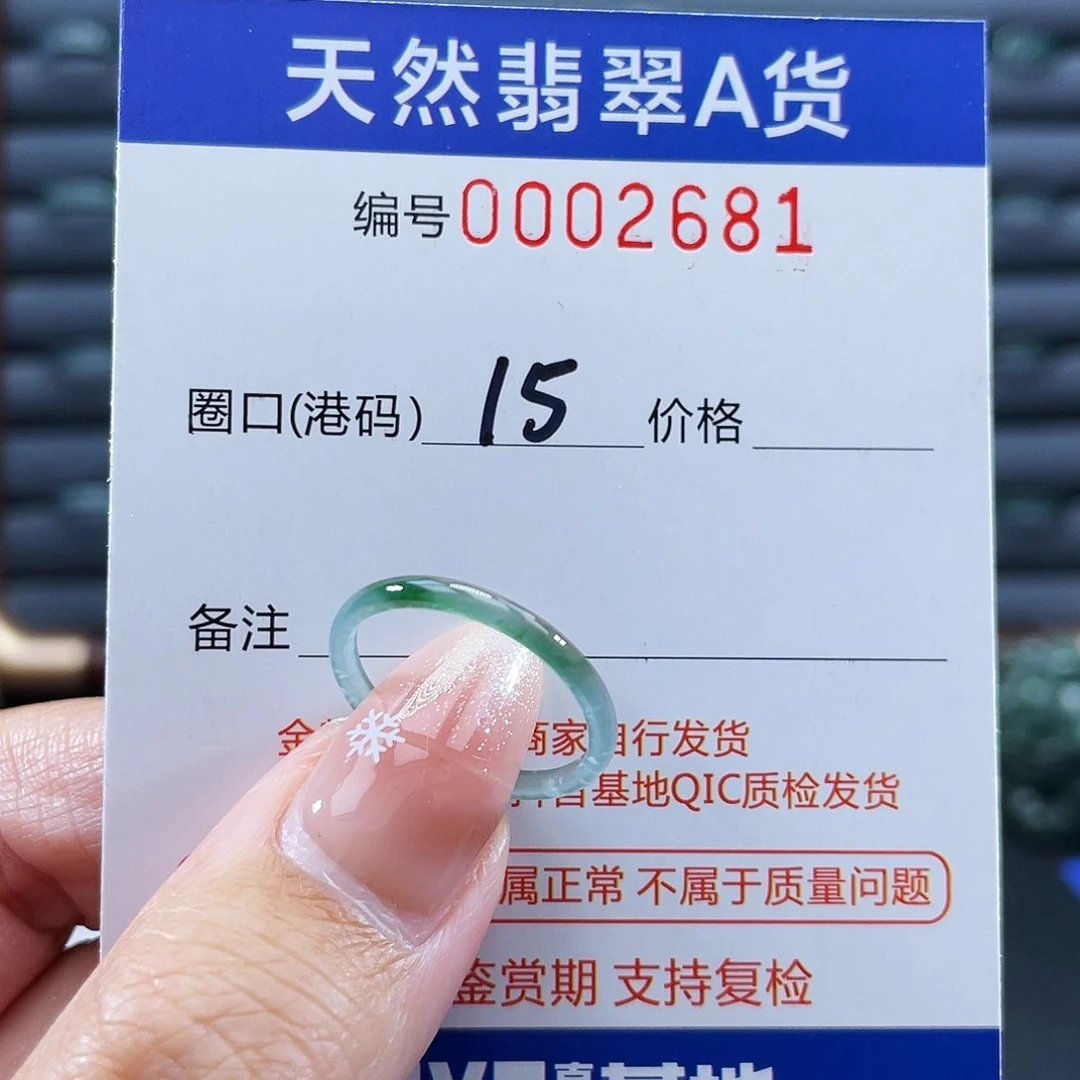 天然翡翠A货
编号0002681
圈口(港码) 15 价格
备注
商家自行发货
基地QIC质检发货
属正常 不属于质量问题
鉴赏期 支持复检
基地